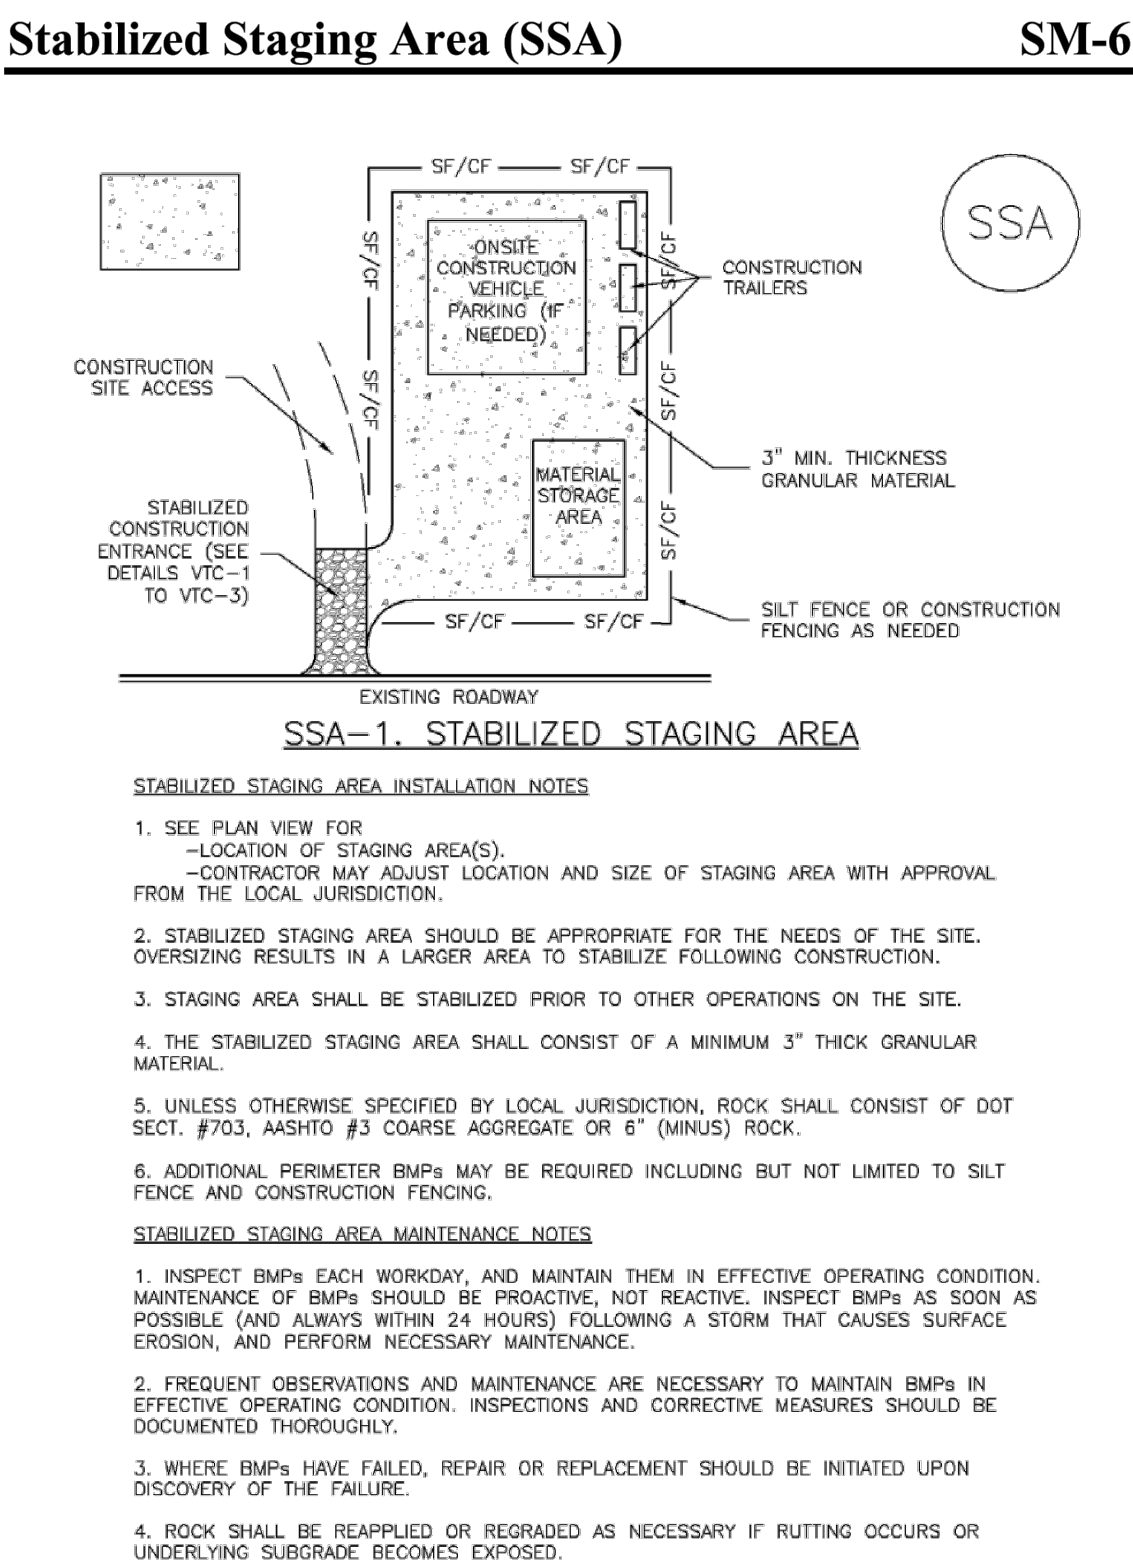 Stabilized Staging Area (SSA) SM-6
SF/CF SF/CF
SSA
SF/CF
SF/CF
ONSITE
CONSTRUCTION
VEHICLE
PARKING (IF
NEEDED)
SF/CF
SF/CF
CONSTRUCTION
TRAILERS
CONSTRUCTION
SITE ACCESS
SF/CF
SF/CF
3" MIN. THICKNESS
GRANULAR MATERIAL
MATERIAL
STORAGE
AREA
STABILIZED
CONSTRUCTION
ENTRANCE (SEE
DETAILS VTC-1
TO VTC-3)
SF/CF SF/CF
SILT FENCE OR CONSTRUCTION
FENCING AS NEEDED
EXISTING ROADWAY
SSA-1. STABILIZED STAGING AREA
STABILIZED STAGING AREA INSTALLATION NOTES
1. SEE PLAN VIEW FOR
-LOCATION OF STAGING AREA(S).
-CONTRACTOR MAY ADJUST LOCATION AND SIZE OF STAGING AREA WITH APPROVAL
FROM THE LOCAL JURISDICTION.
2. STABILIZED STAGING AREA SHOULD BE APPROPRIATE FOR THE NEEDS OF THE SITE.
OVERSIZING RESULTS IN A LARGER AREA TO STABILIZE FOLLOWING CONSTRUCTION.
3. STAGING AREA SHALL BE STABILIZED PRIOR TO OTHER OPERATIONS ON THE SITE.
4. THE STABILIZED STAGING AREA SHALL CONSIST OF A MINIMUM 3" THICK GRANULAR
MATERIAL.
5. UNLESS OTHERWISE SPECIFIED BY LOCAL JURISDICTION, ROCK SHALL CONSIST OF DOT
SECT. #703, AASHTO #3 COARSE AGGREGATE OR 6" (MINUS) ROCK.
6. ADDITIONAL PERIMETER BMPs MAY BE REQUIRED INCLUDING BUT NOT LIMITED TO SILT
FENCE AND CONSTRUCTION FENCING.
STABILIZED STAGING AREA MAINTENANCE NOTES
1. INSPECT BMPs EACH WORKDAY, AND MAINTAIN THEM IN EFFECTIVE OPERATING CONDITION.
MAINTENANCE OF BMPs SHOULD BE PROACTIVE, NOT REACTIVE. INSPECT BMPs AS SOON AS
POSSIBLE (AND ALWAYS WITHIN 24 HOURS) FOLLOWING A STORM THAT CAUSES SURFACE
EROSION, AND PERFORM NECESSARY MAINTENANCE.
2. FREQUENT OBSERVATIONS AND MAINTENANCE ARE NECESSARY TO MAINTAIN BMPs IN
EFFECTIVE OPERATING CONDITION. INSPECTIONS AND CORRECTIVE MEASURES SHOULD BE
DOCUMENTED THOROUGHLY.
3. WHERE BMPs HAVE FAILED, REPAIR OR REPLACEMENT SHOULD BE INITIATED UPON
DISCOVERY OF THE FAILURE.
4. ROCK SHALL BE REAPPLIED OR REGRADED AS NECESSARY IF RUTTING OCCURS OR
UNDERLYING SUBGRADE BECOMES EXPOSED.